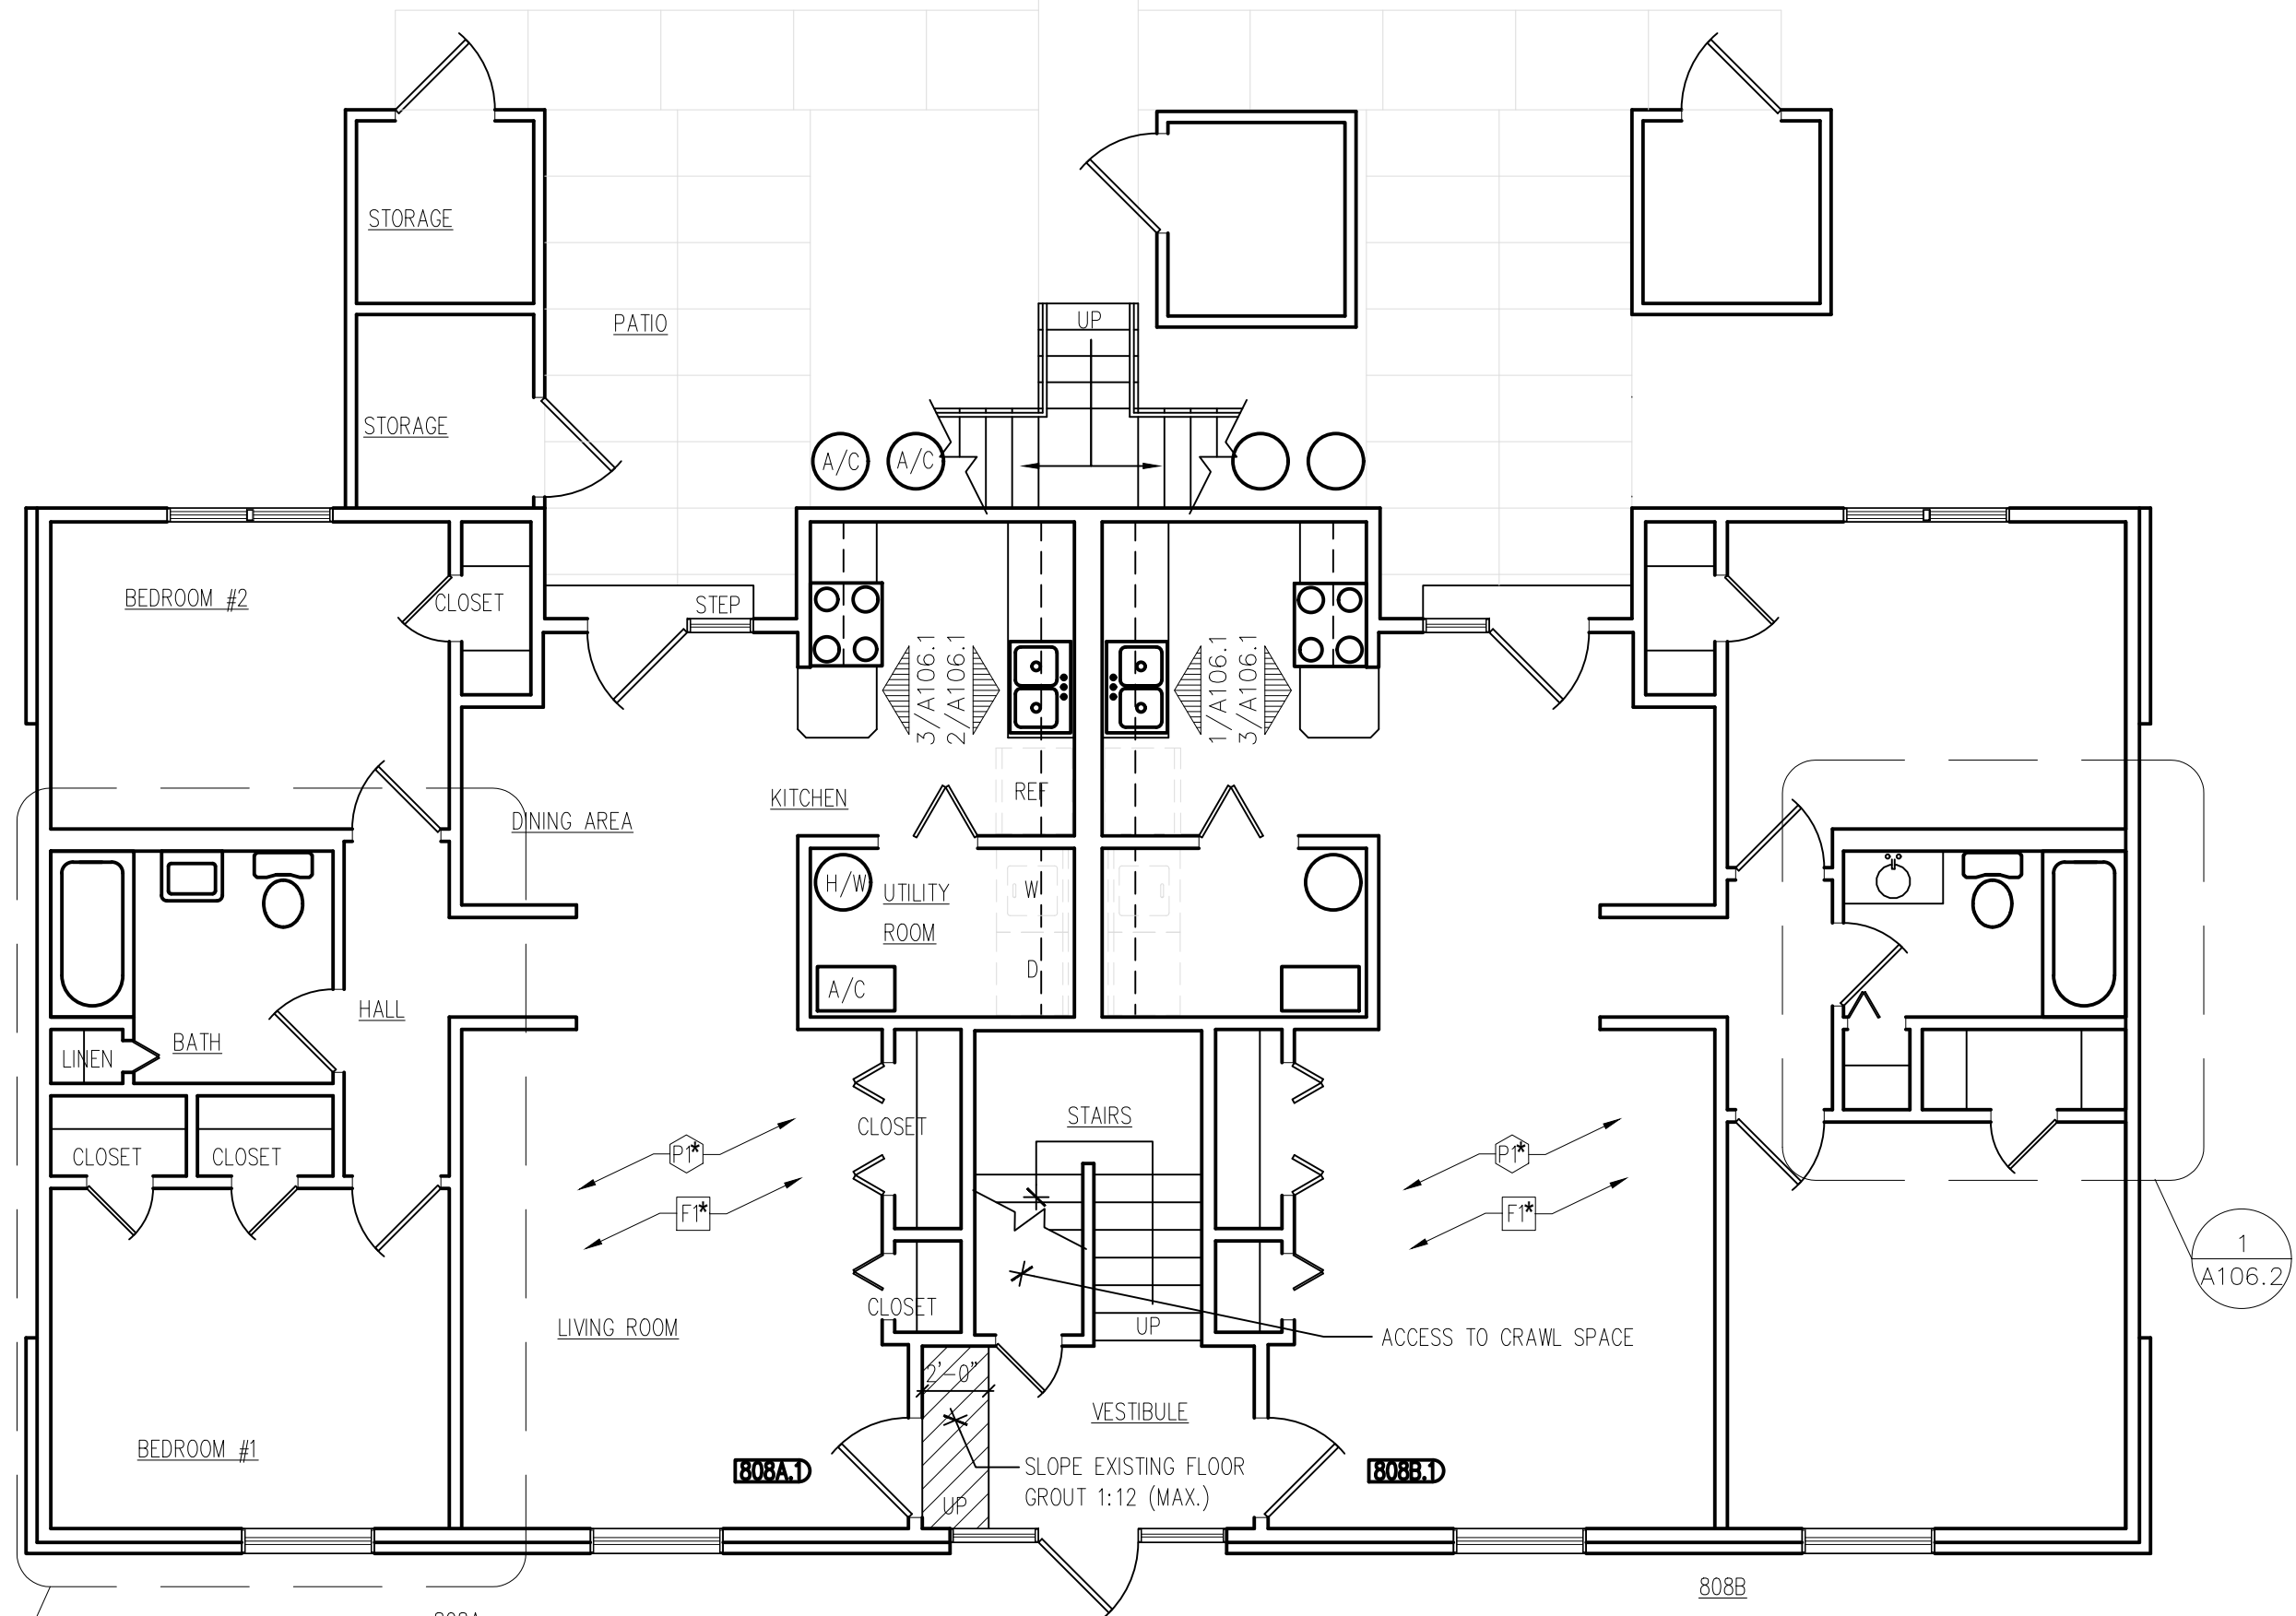 STORAGE
PATIO
UP
STORAGE
A/C
A/C
BEDROOM #2
CLOSET
STEP
3/A106.1
2/A106.1
1/A106.1
3/A106.1
KITCHEN
REF
DINING AREA
H/W
UTILITY
ROOM
W
D
A/C
HALL
BATH
LINEN
CLOSET
CLOSET
CLOSET
STAIRS
P1*
P1*
F1*
F1*
1
A106.2
CLOSET
LIVING ROOM
UP
ACCESS TO CRAWL SPACE
2'-0"
VESTIBULE
BEDROOM #1
808A.1
808B.1
SLOPE EXISTING FLOOR
GROUT 1:12 (MAX.)
UP
808B